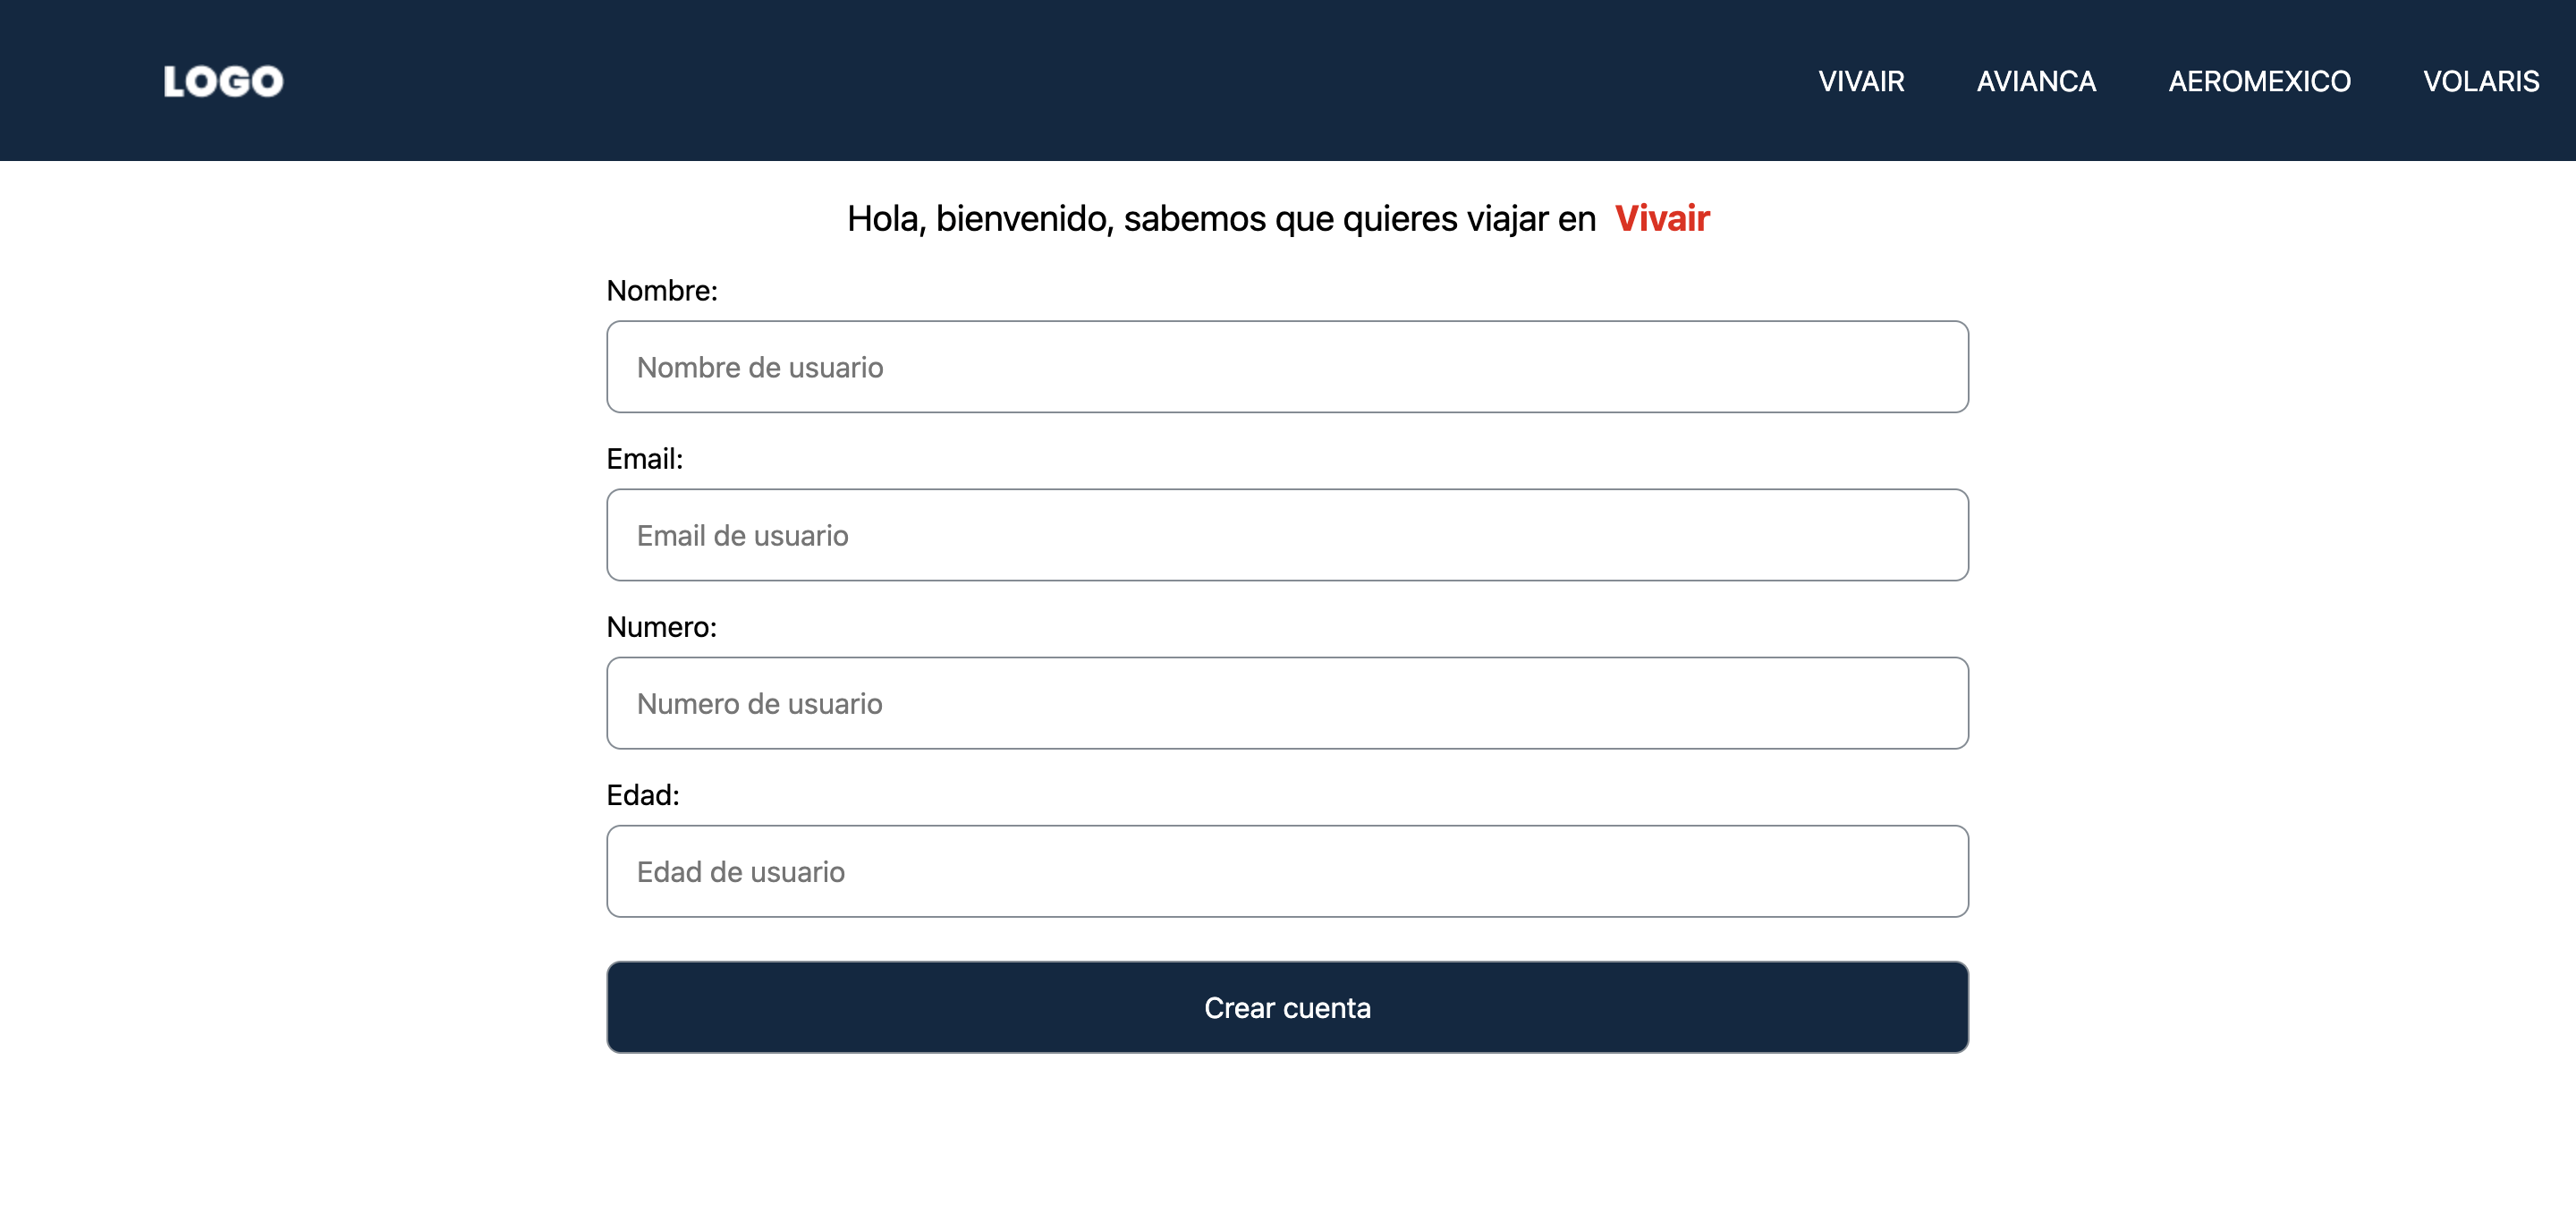 LOGO VIVAIR AVIANCA AEROMEXICO VOLARIS
Hola, bienvenido, sabemos que quieres viajar en Vivair
Nombre:
Nombre de usuario
Email:
Email de usuario
Numero:
Numero de usuario
Edad:
Edad de usuario
Crear cuenta